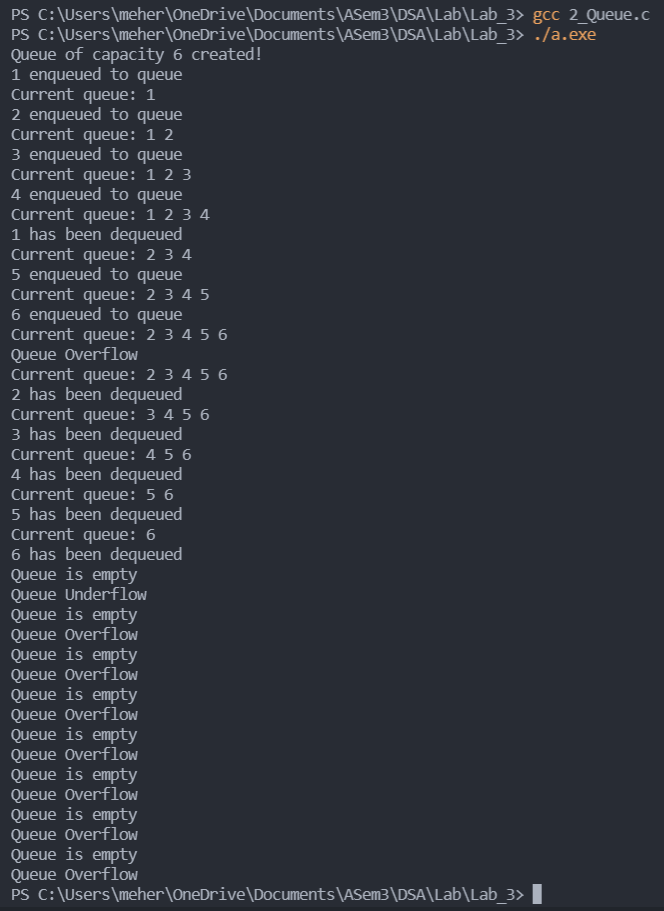 PS C:\Users\meher\OneDrive\Documents\ASem3\DSA\Lab\Lab_3> gcc 2_Queue.c
PS C:\Users\meher\OneDrive\Documents\ASem3\DSA\Lab\Lab_3> ./a.exe
Queue of capacity 6 created!
1 enqueued to queue
Current queue: 1
2 enqueued to queue
Current queue: 1 2
3 enqueued to queue
Current queue: 1 2 3
4 enqueued to queue
Current queue: 1 2 3 4
1 has been dequeued
Current queue: 2 3 4
5 enqueued to queue
Current queue: 2 3 4 5
6 enqueued to queue
Current queue: 2 3 4 5 6
Queue Overflow
Current queue: 2 3 4 5 6
2 has been dequeued
Current queue: 3 4 5 6
3 has been dequeued
Current queue: 4 5 6
4 has been dequeued
Current queue: 5 6
5 has been dequeued
Current queue: 6
6 has been dequeued
Queue is empty
Queue Underflow
Queue is empty
Queue Overflow
Queue is empty
Queue Overflow
Queue is empty
Queue Overflow
Queue is empty
Queue Overflow
Queue is empty
Queue Overflow
Queue is empty
Queue Overflow
Queue is empty
Queue Overflow
PS C:\Users\meher\OneDrive\Documents\ASem3\DSA\Lab\Lab_3>